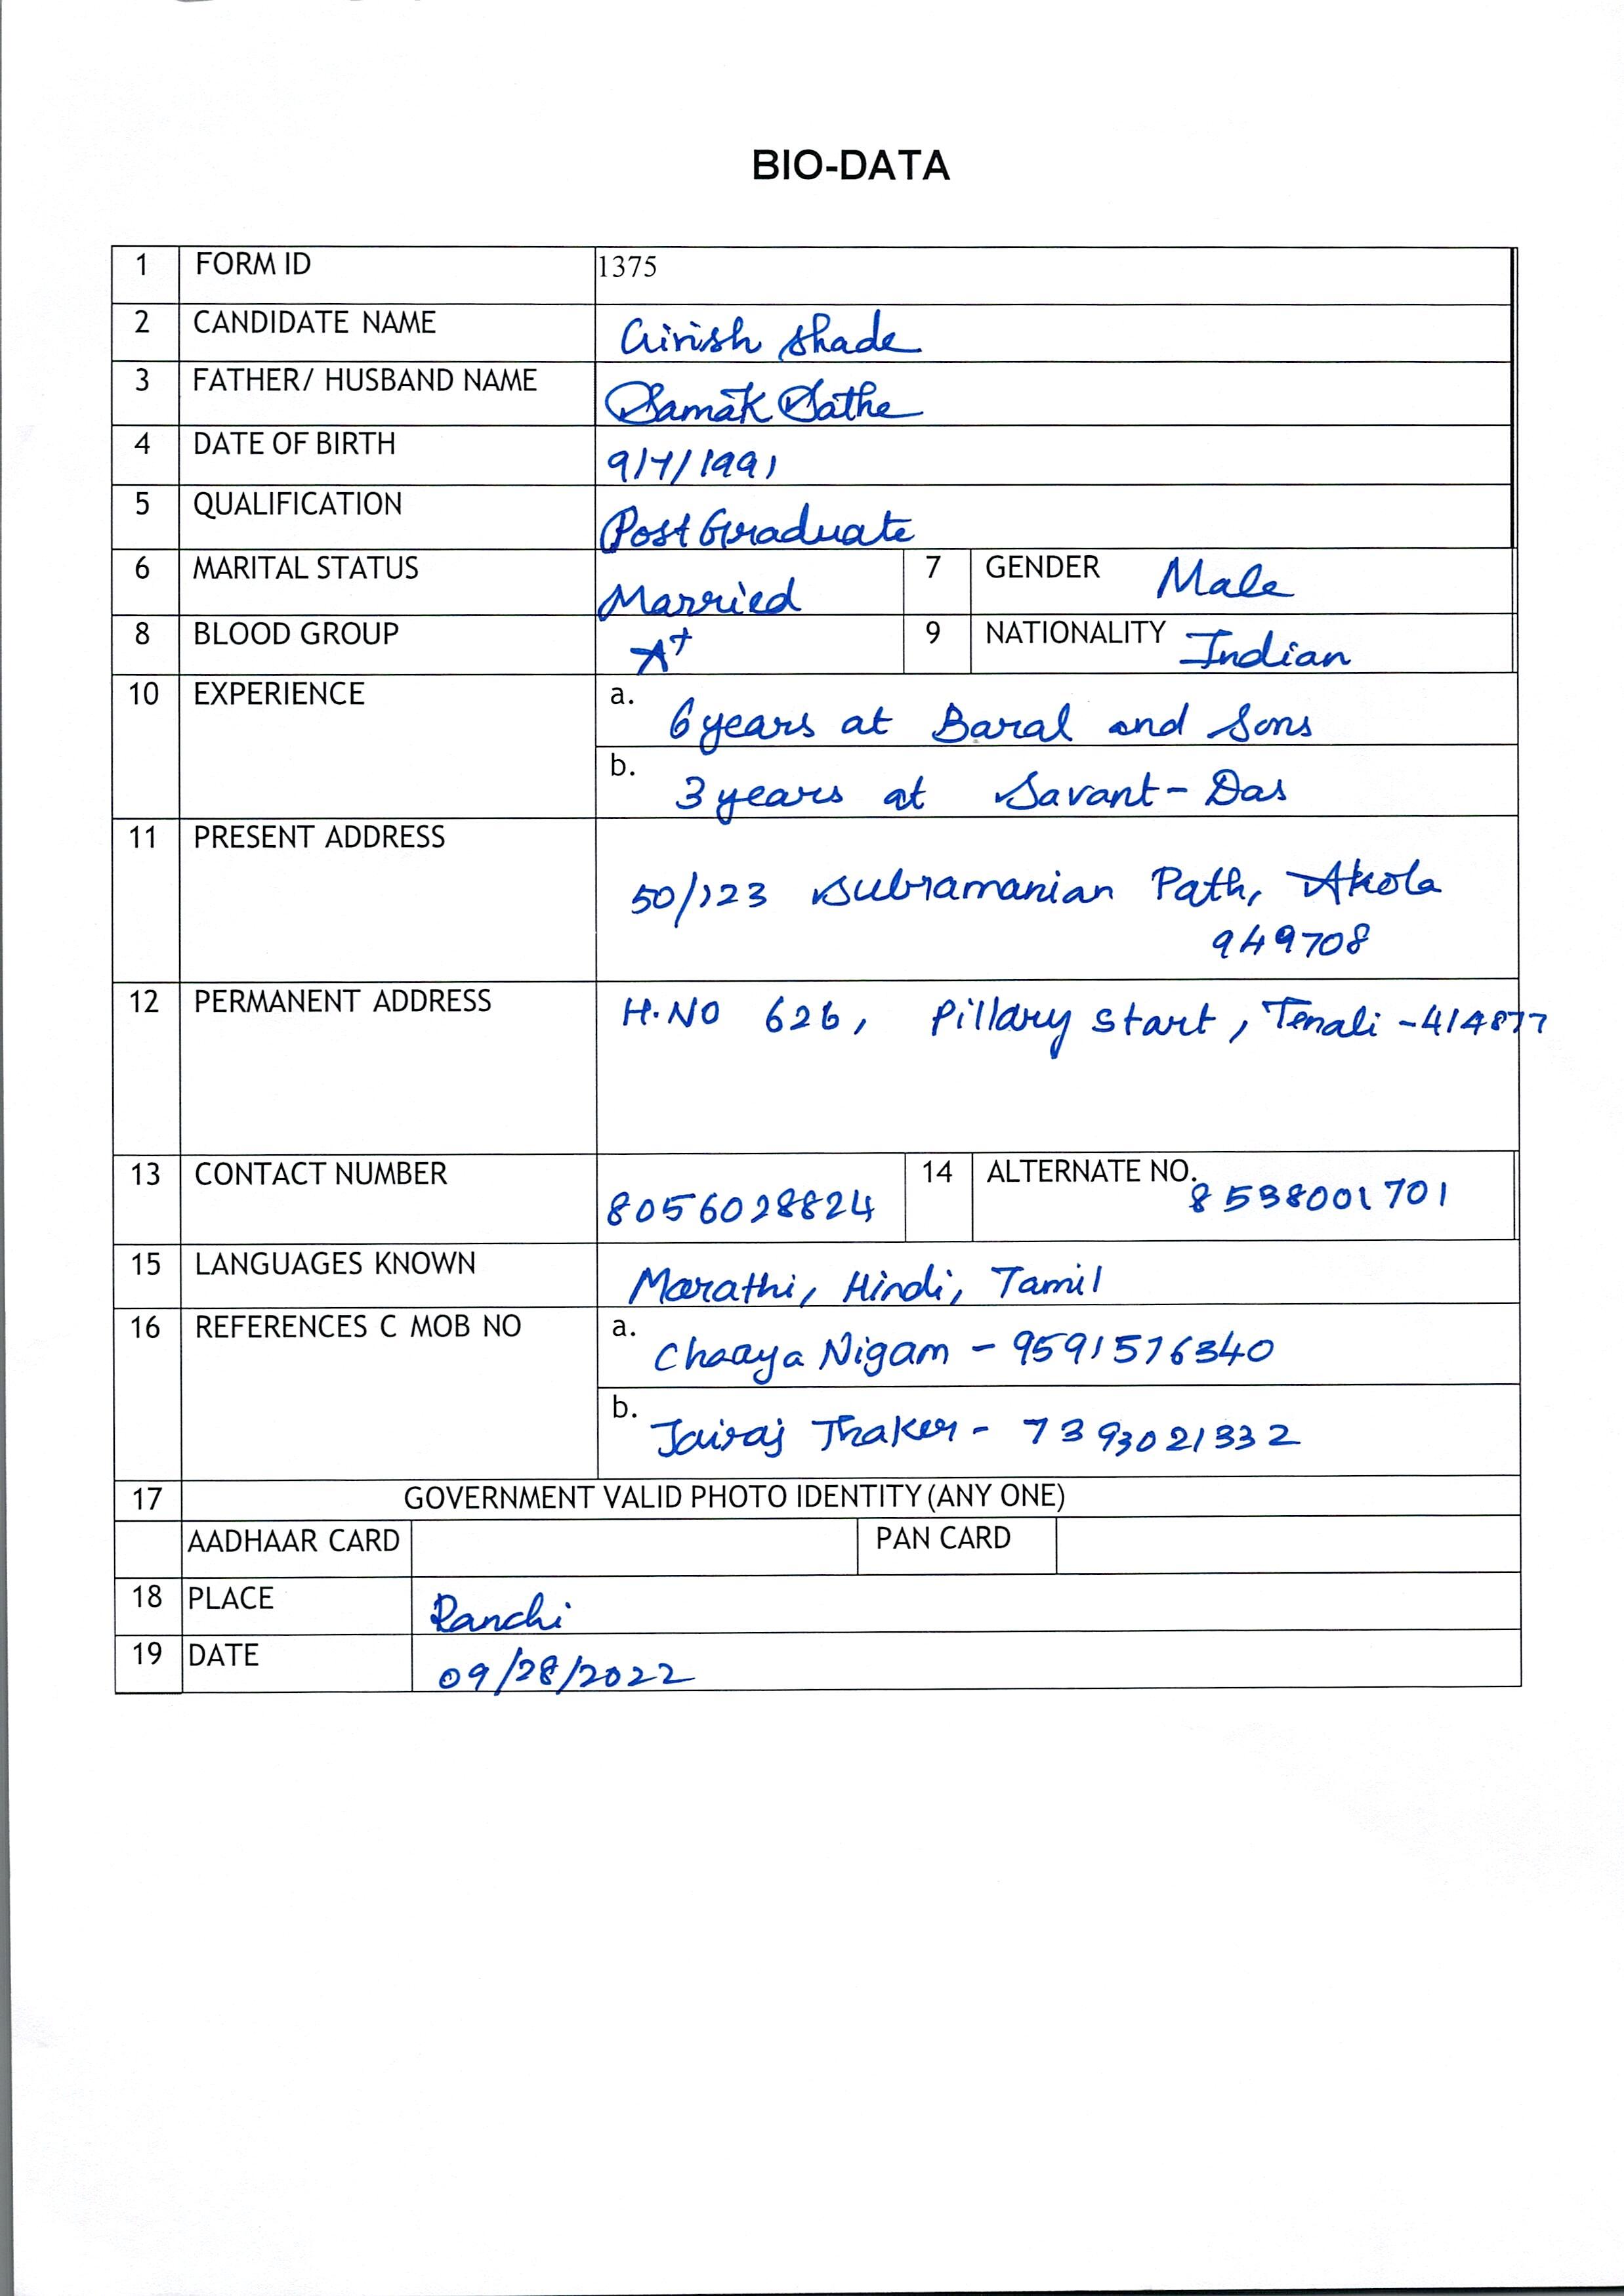 BIO-DATA
1 FORM ID 1375
2 CANDIDATE NAME Girish Shade
3 FATHER/ HUSBAND NAME Samak Sathe
4 DATE OF BIRTH 9/7/1991
5 QUALIFICATION Post Graduate
6 MARITAL STATUS Married 7 GENDER Male
8 BLOOD GROUP A+ 9 NATIONALITY Indian
10 EXPERIENCE a. 6 years at Baral and Sons
b. 3 years at Savant-Das
11 PRESENT ADDRESS
50/123 Subramanian Path, Akola
949708
12 PERMANENT ADDRESS H.NO 626, Pillary Start, Tenali -414877
13 CONTACT NUMBER 8056028824 14 ALTERNATE NO. 8538001701
15 LANGUAGES KNOWN Marathi, Hindi, Tamil
16 REFERENCES C MOB NO a. Chaaya Nigam - 9591576340
b. Jairaj Thaker - 7393021332
17 GOVERNMENT VALID PHOTO IDENTITY (ANY ONE)
AADHAAR CARD PAN CARD
18 PLACE Ranchi
19 DATE 09/28/2022